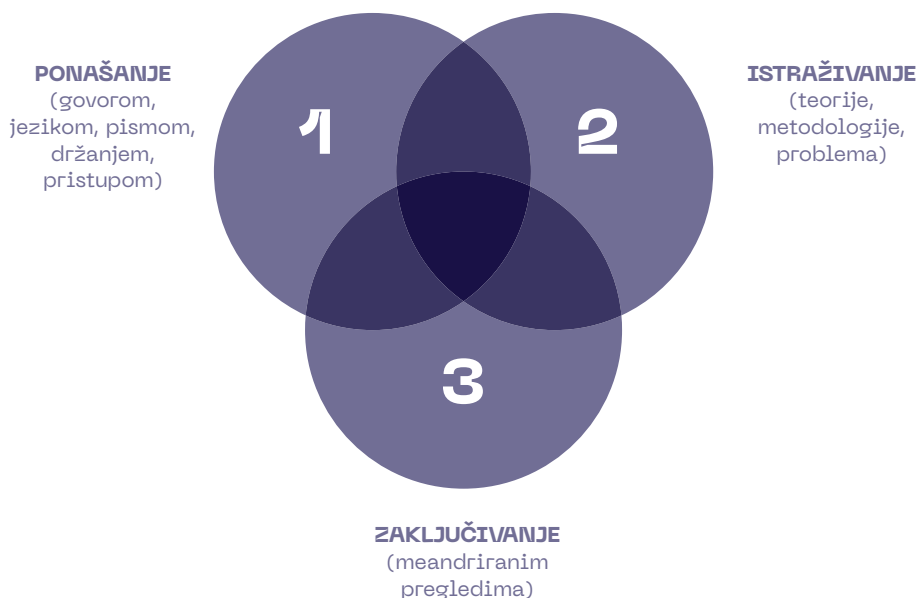 PONAŠANJE
(govorom,
jezikom, pismom,
držanjem,
pristupom)
1
2
ISTRAŽIVANJE
(teorije,
metodologije,
problema)
3
ZAKLJUČIVANJE
(meandriranim
pregledima)